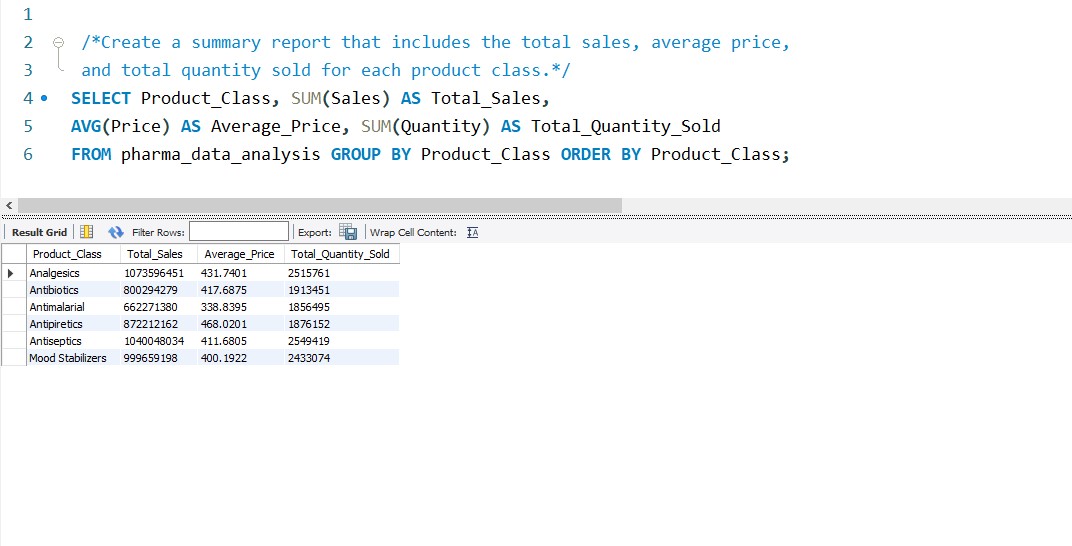 1
2 /*Create a summary report that includes the total sales, average price,
3 and total quantity sold for each product class.*/
4 SELECT Product_Class, SUM(Sales) AS Total_Sales,
5 AVG(Price) AS Average_Price, SUM(Quantity) AS Total_Quantity_Sold
6 FROM pharma_data_analysis GROUP BY Product_Class ORDER BY Product_Class;
Result Grid Filter Rows: Export: Wrap Cell Content:
Product_Class Total_Sales Average_Price Total_Quantity_Sold
Analgesics 1073596451 431.7401 2515761
Antibiotics 800294279 417.6875 1913451
Antimalarial 662271380 338.8395 1856495
Antipiretics 872212162 468.0201 1876152
Antiseptics 1040048034 411.6805 2549419
Mood Stabilizers 999659198 400.1922 2433074